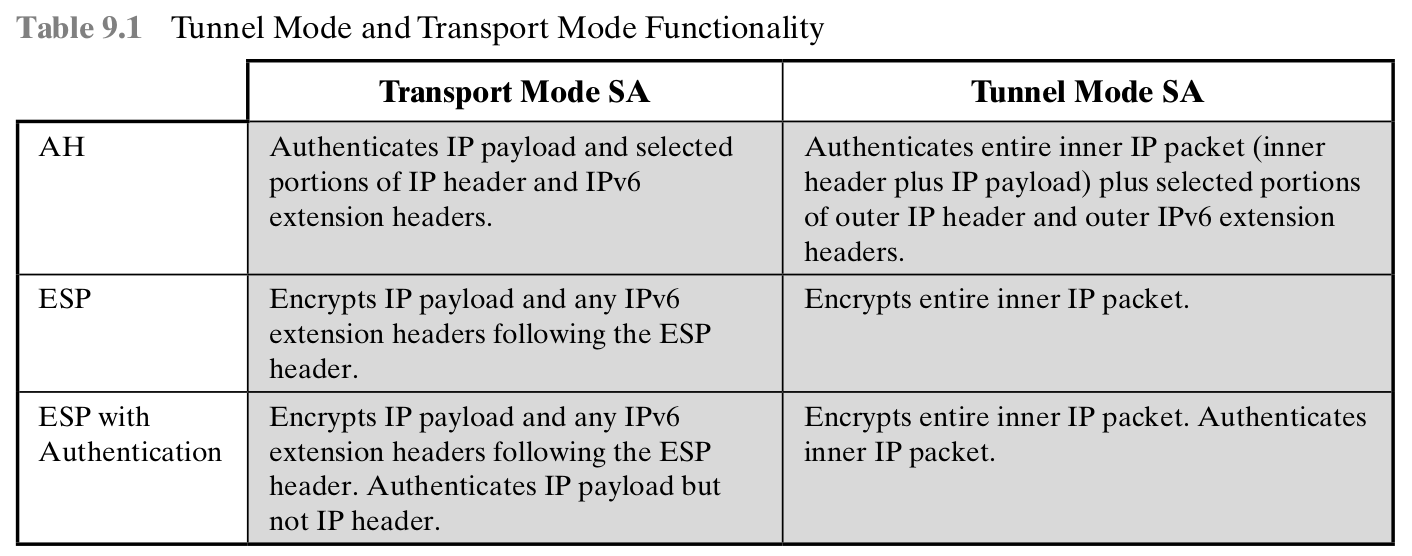 Table 9.1 Tunnel Mode and Transport Mode Functionality
Transport Mode SA
Tunnel Mode SA
AH
Authenticates IP payload and selected
portions of IP header and IPv6
extension headers.
Authenticates entire inner IP packet (inner
header plus IP payload) plus selected portions
of outer IP header and outer IPv6 extension
headers.
ESP
Encrypts IP payload and any IPv6
extension headers following the ESP
header.
Encrypts entire inner IP packet.
ESP with
Authentication
Encrypts IP payload and any IPv6
extension headers following the ESP
header. Authenticates IP payload but
not IP header.
Encrypts entire inner IP packet. Authenticates
inner IP packet.